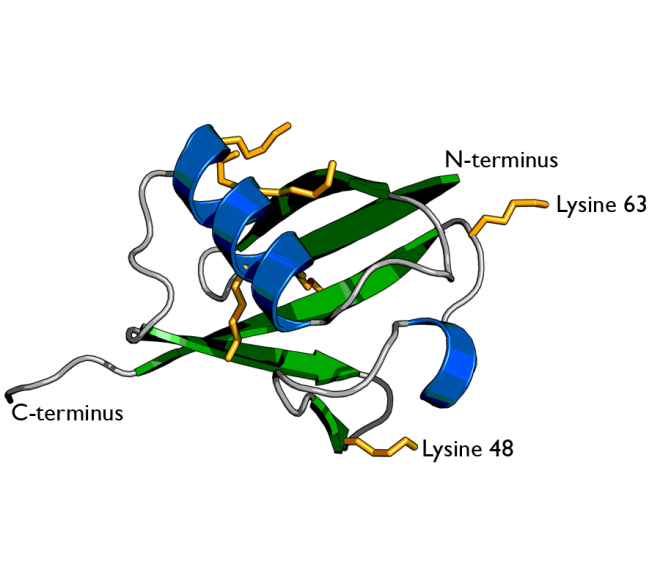 N-terminus
Lysine 63
C-terminus
Lysine 48